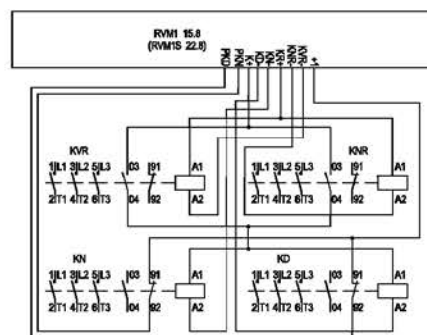 RVM1 15.8
(RVM1S 22.8)
PKD PKN K+ KD- KN- KR+ KNR- KVR- +1
KVR KNR
1|L1 3|L2 5|L3 03 91 A1 1|L1 3|L2 5|L3 03 91 A1
2|T1 4|T2 6|T3 04 92 A2 2|T1 4|T2 6|T3 04 92 A2
KN KD
1|L1 3|L2 5|L3 03 91 A1 1|L1 3|L2 5|L3 03 91 A1
2|T1 4|T2 6|T3 04 92 A2 2|T1 4|T2 6|T3 04 92 A2